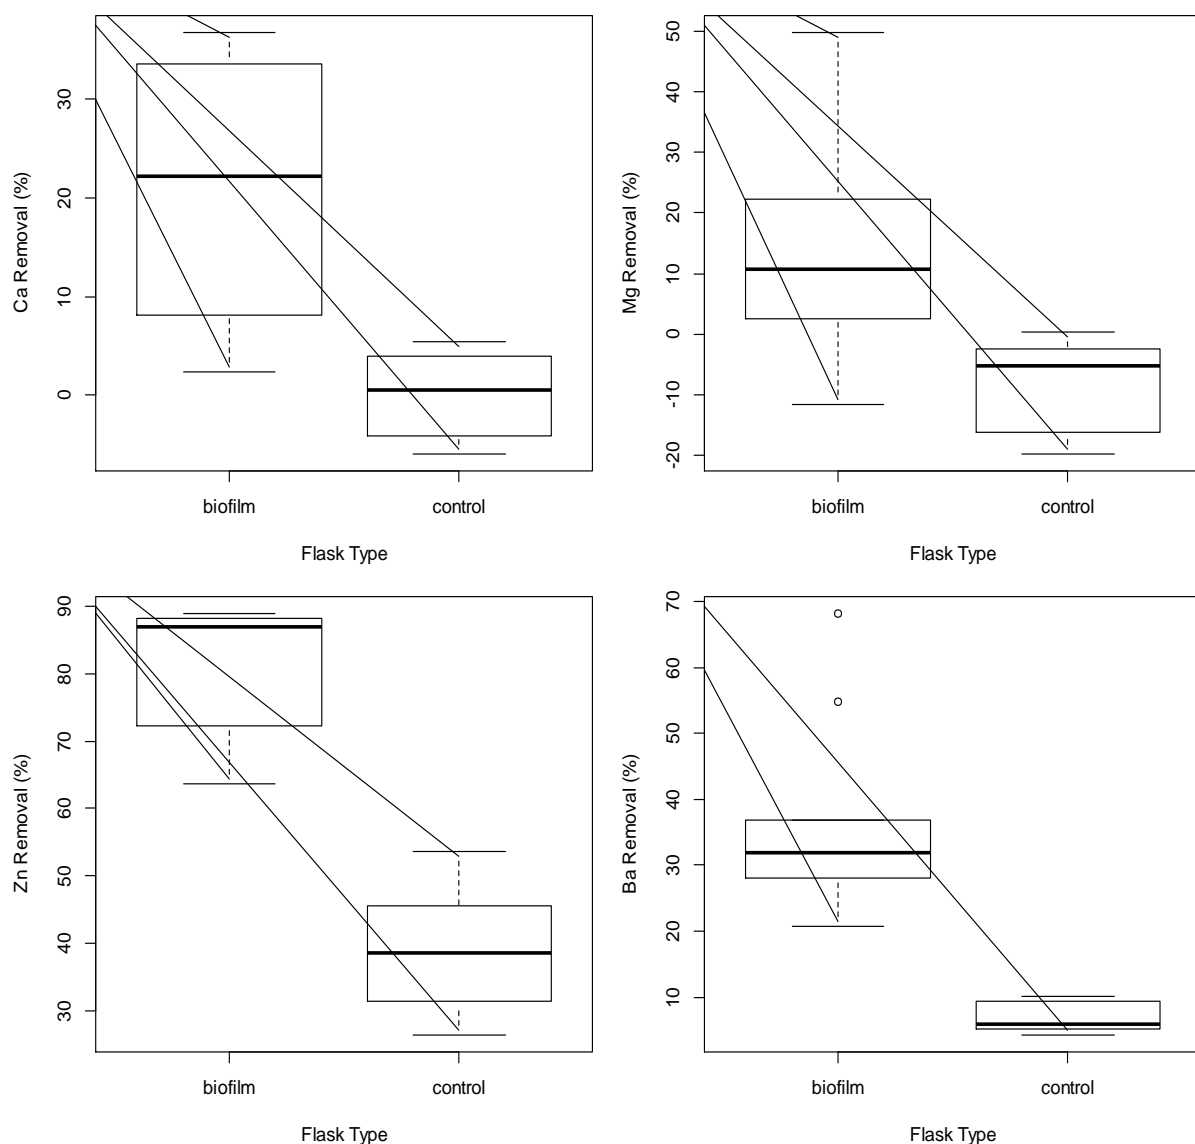 Ca Removal (%)
30
20
10
0
biofilm control
Flask Type
Mg Removal (%)
50
40
30
20
10
0
-10
-20
biofilm control
Flask Type
Zn Removal (%)
90
80
70
60
50
40
30
biofilm control
Flask Type
Ba Removal (%)
70
60
50
40
30
20
10
biofilm control
Flask Type